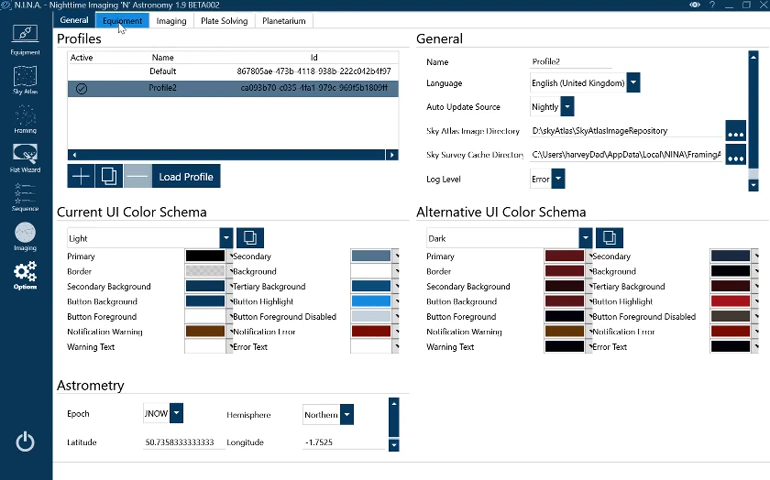 N.I.N.A. - Nighttime Imaging 'N' Astronomy 1.9 BETA002
General Equipment Imaging Plate Solving Planetarium
Equipment
Sky Atlas
Framing
Flat Wizard
Sequence
Imaging
Options
Profiles
Active Name Id
Default 867805ae-473b-4118-938b-222c042b4f97
Profile2 ca093b70-c035-4fa1-979c-969f5b1809ff
Load Profile
General
Name Profile2
Language English (United Kingdom)
Auto Update Source Nightly
Sky Atlas Image Directory D:\skyAtlas\SkyAtlasImageRepository
Sky Survey Cache Directory C:\Users\harveyDad\AppData\Local\NINA\FramingA
Log Level Error
Current UI Color Schema
Light
Primary Secondary
Border Background
Secondary Background Tertiary Background
Button Background Button Highlight
Button Foreground Button Foreground Disabled
Notification Warning Notification Error
Warning Text Error Text
Alternative UI Color Schema
Dark
Primary Secondary
Border Background
Secondary Background Tertiary Background
Button Background Button Highlight
Button Foreground Button Foreground Disabled
Notification Warning Notification Error
Warning Text Error Text
Astrometry
Epoch JNOW Hemisphere Northern
Latitude 50.7358333333333 Longitude -1.7525